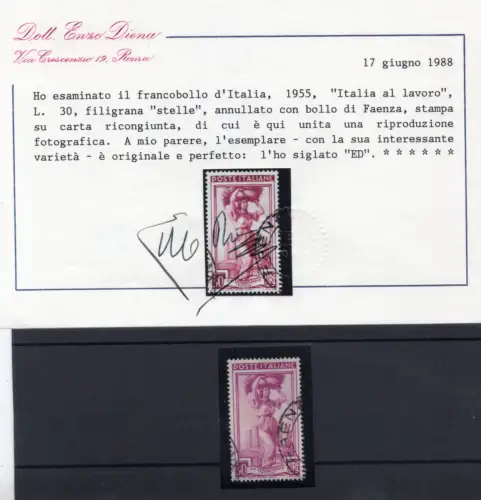 Dott. Enzo Diena
Via Crescenzio 19, Roma
17 giugno 1988
Ho esaminato il francobollo d'Italia, 1955, "Italia al lavoro",
L. 30, filigrana "stelle", annullato con bollo di Faenza, stampa
su carta ricongiunta, di cui è qui unita una riproduzione
fotografica. A mio parere, l'esemplare - con la sua interessante
varietà - è originale e perfetto: l'ho siglato "ED". * * * * * *
POSTE ITALIANE
POSTE ITALIANE